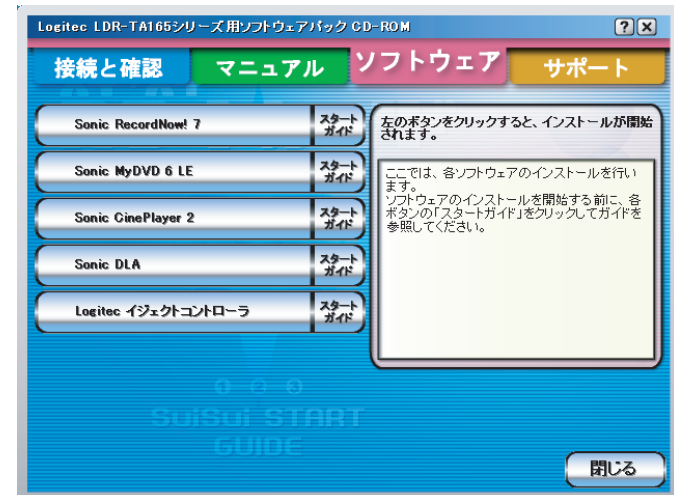 Logitec LDR-TA165シリーズ用ソフトウェアパック CD-ROM
接続と確認
マニュアル
ソフトウェア
サポート
Sonic RecordNow! 7
スタート
ガイド
Sonic MyDVD 6 LE
スタート
ガイド
Sonic CinePlayer 2
スタート
ガイド
Sonic DLA
スタート
ガイド
Logitec イジェクトコントローラ
スタート
ガイド
左のボタンをクリックすると、インストールが開始
されます。
ここでは、各ソフトウェアのインストールを行い
ます。
ソフトウェアのインストールを開始する前に、各
ボタンの「スタートガイド」をクリックしてガイドを
参照してください。
SuiSui START
GUIDE
閉じる